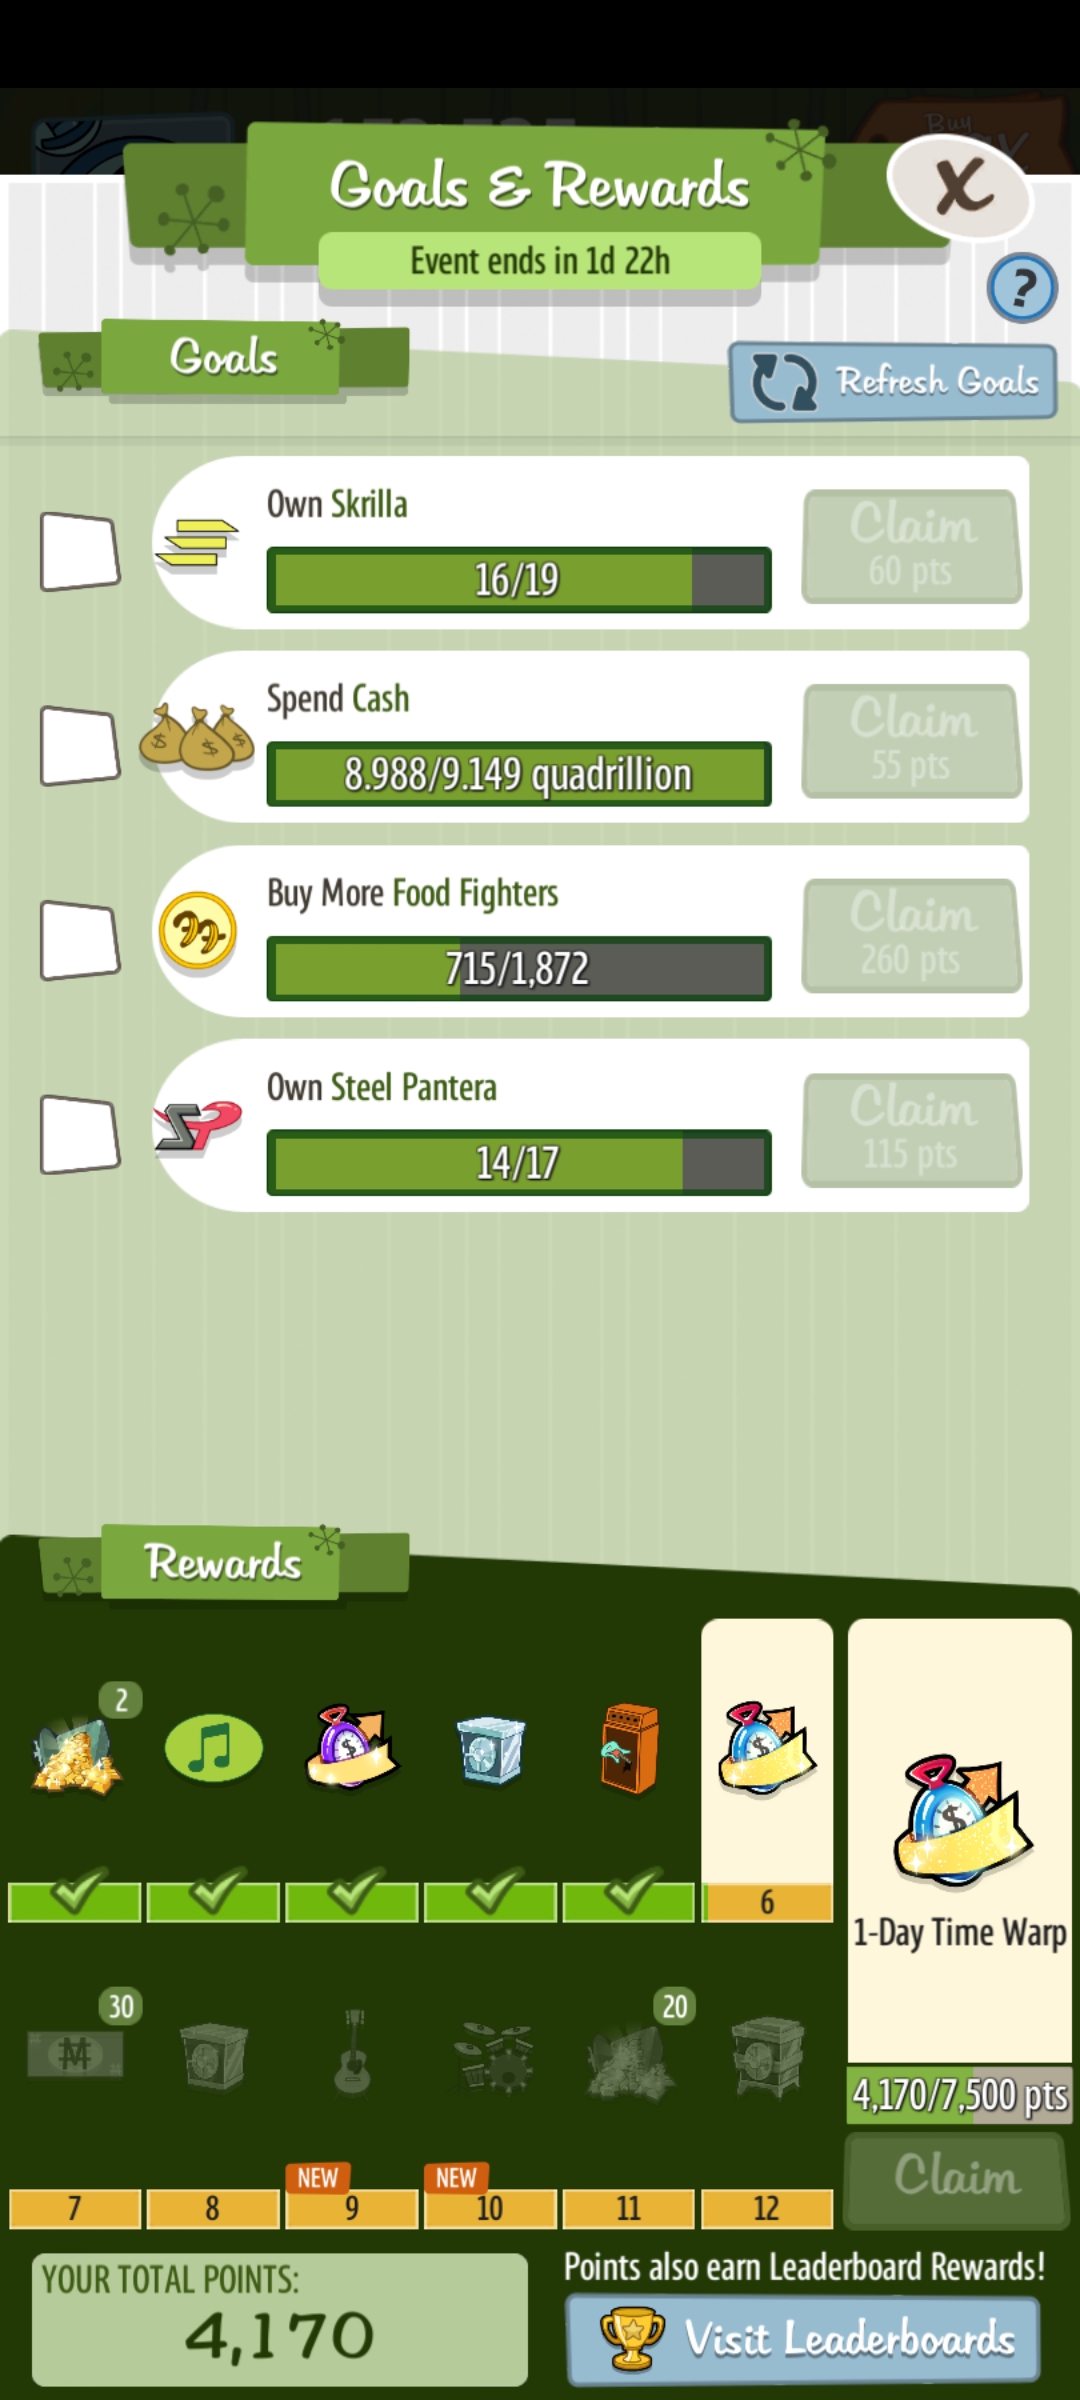 Buy
Goals & Rewards
X
Event ends in 1d 22h
?
Goals
Refresh Goals
Own Skrilla
16/19
Claim
60 pts
Spend Cash
8.988/9.149 quadrillion
Claim
55 pts
Buy More Food Fighters
715/1,872
Claim
260 pts
Own Steel Pantera
14/17
Claim
115 pts
Rewards
2
6
1-Day Time Warp
30
20
4,170/7,500 pts
Claim
NEW
NEW
7
8
9
10
11
12
YOUR TOTAL POINTS:
4,170
Points also earn Leaderboard Rewards!
Visit Leaderboards